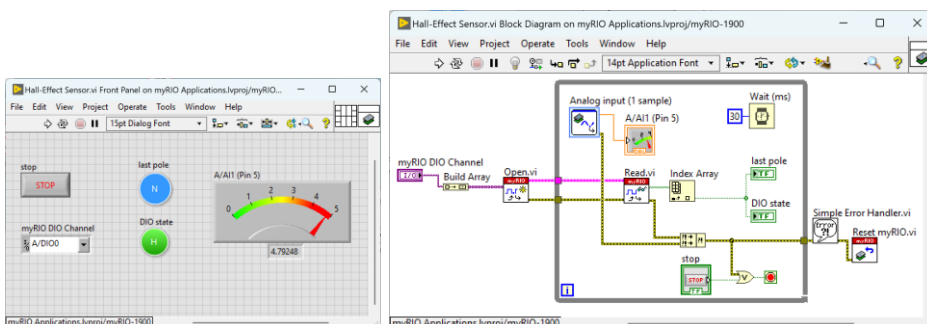 Hall-Effect Sensor.vi Front Panel on myRIO Applications.lvproj/myRIO...
File Edit View Project Operate Tools Window Help
15pt Dialog Font
stop
STOP
last pole
N
myRIO DIO Channel
A/DIO0
DIO state
H
A/AI1 (Pin 5)
0 1 2 3 4 5
4.79248
myRIO Applications.lvproj/myRIO-1900
Hall-Effect Sensor.vi Block Diagram on myRIO Applications.lvproj/myRIO-1900
File Edit View Project Operate Tools Window Help
14pt Application Font
Analog input (1 sample)
A/AI1 (Pin 5)
Wait (ms)
30
myRIO DIO Channel
I/O
Build Array
Open.vi
myRIO
Read.vi
myRIO
Index Array
last pole
TF
DIO state
TF
Simple Error Handler.vi
Error
?!
Reset myRIO.vi
myRIO
stop
STOP
TF
V
i
myRIO Applications.lvproj/myRIO-1900